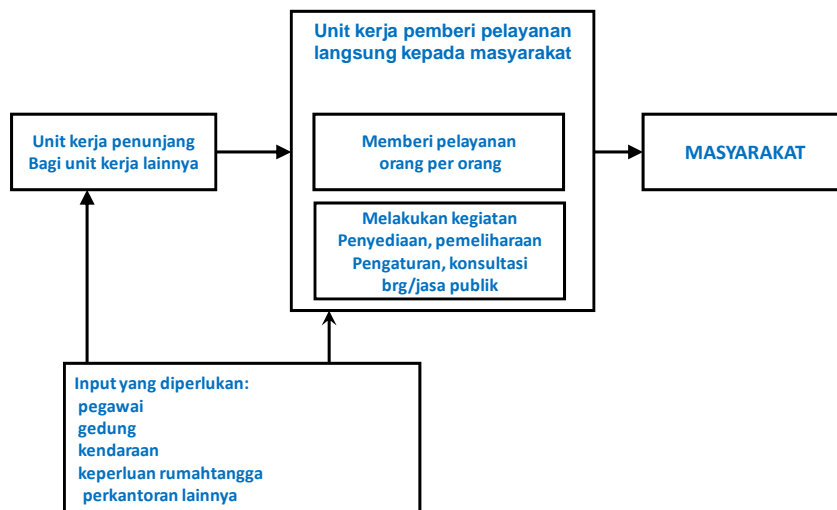 Unit kerja pemberi pelayanan
langsung kepada masyarakat
Unit kerja penunjang
Bagi unit kerja lainnya
Memberi pelayanan
orang per orang
MASYARAKAT
Melakukan kegiatan
Penyediaan, pemeliharaan
Pengaturan, konsultasi
brg/jasa publik
Input yang diperlukan:
pegawai
gedung
kendaraan
keperluan rumahtangga
perkantoran lainnya